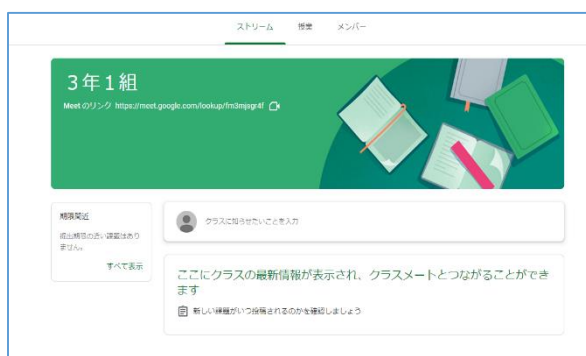 ストリーム 授業 メンバー
3年1組
Meet のリンク https://meet.google.com/lookup/fm3mjsgr4f
期限間近
提出期限の近い課題はあり
ません。
すべて表示
クラスに知らせたいことを入力
ここにクラスの最新情報が表示され、クラスメートとつながることができ
ます
新しい課題がいつ投稿されるのかを確認しましょう